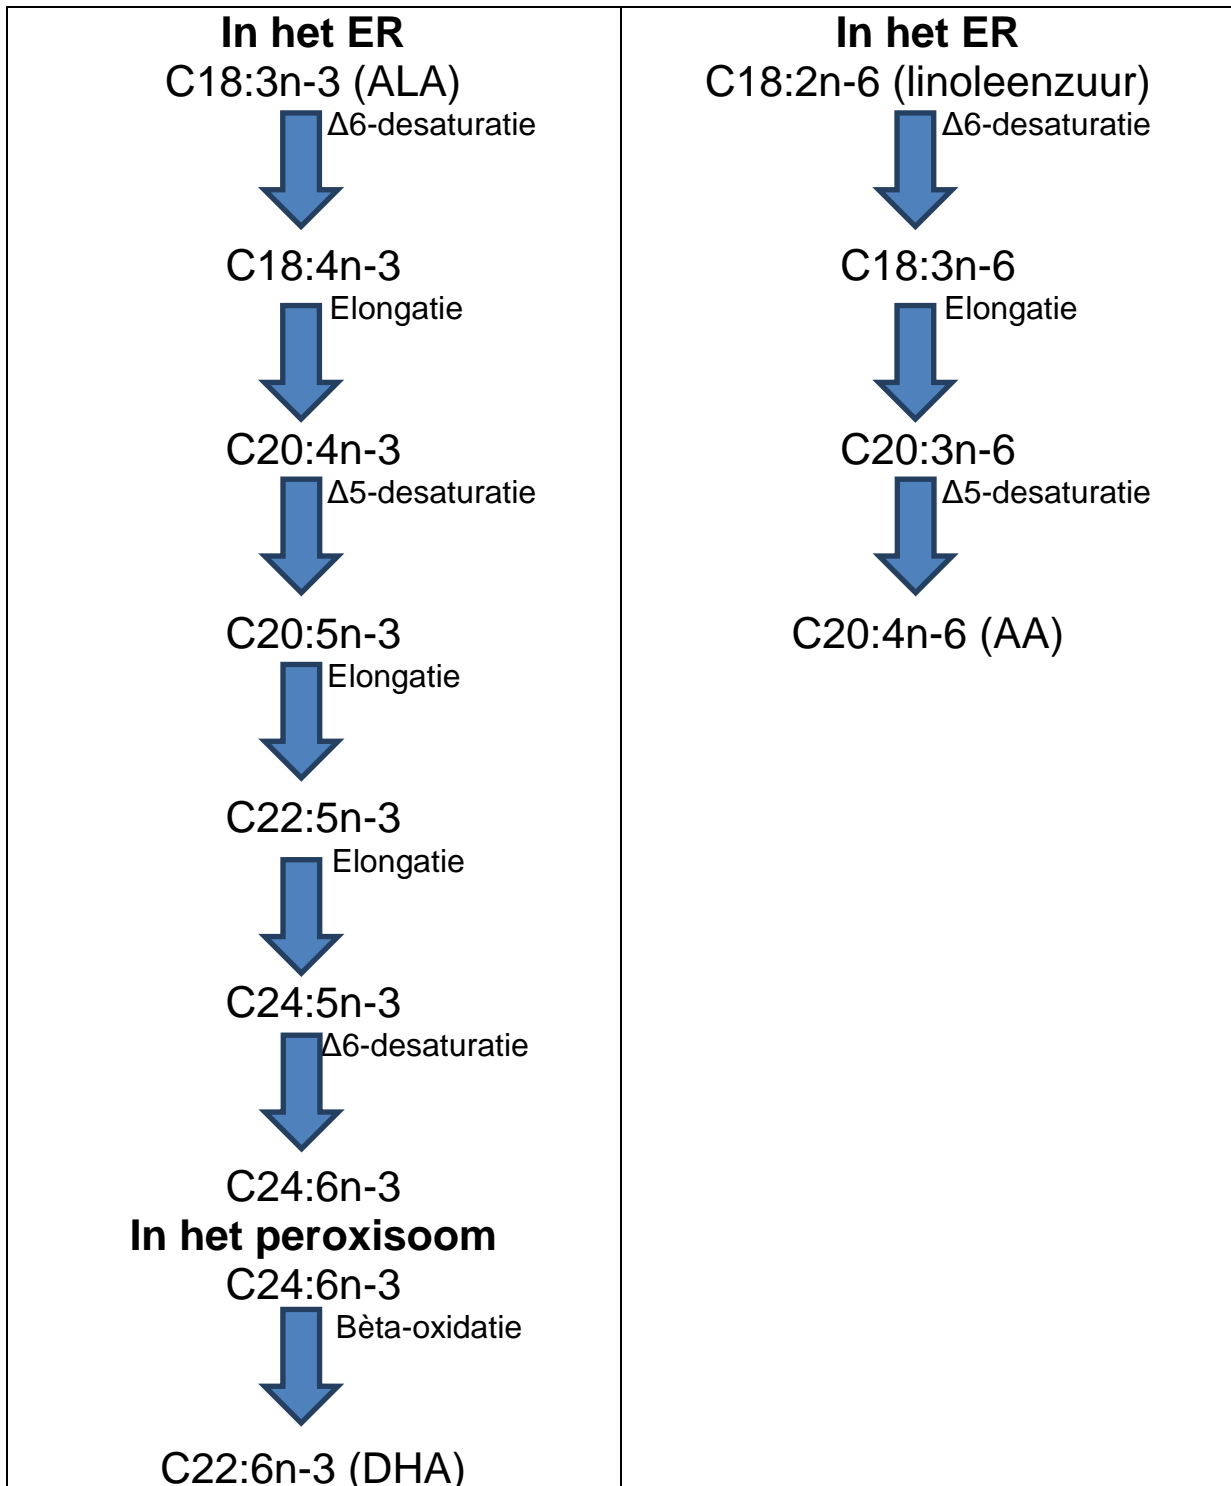 In het ER
C18:3n-3 (ALA)
Δ6-desaturatie
C18:4n-3
Elongatie
C20:4n-3
Δ5-desaturatie
C20:5n-3
Elongatie
C22:5n-3
Elongatie
C24:5n-3
Δ6-desaturatie
C24:6n-3
In het peroxisoom
C24:6n-3
Bèta-oxidatie
C22:6n-3 (DHA)
In het ER
C18:2n-6 (linoleenzuur)
Δ6-desaturatie
C18:3n-6
Elongatie
C20:3n-6
Δ5-desaturatie
C20:4n-6 (AA)